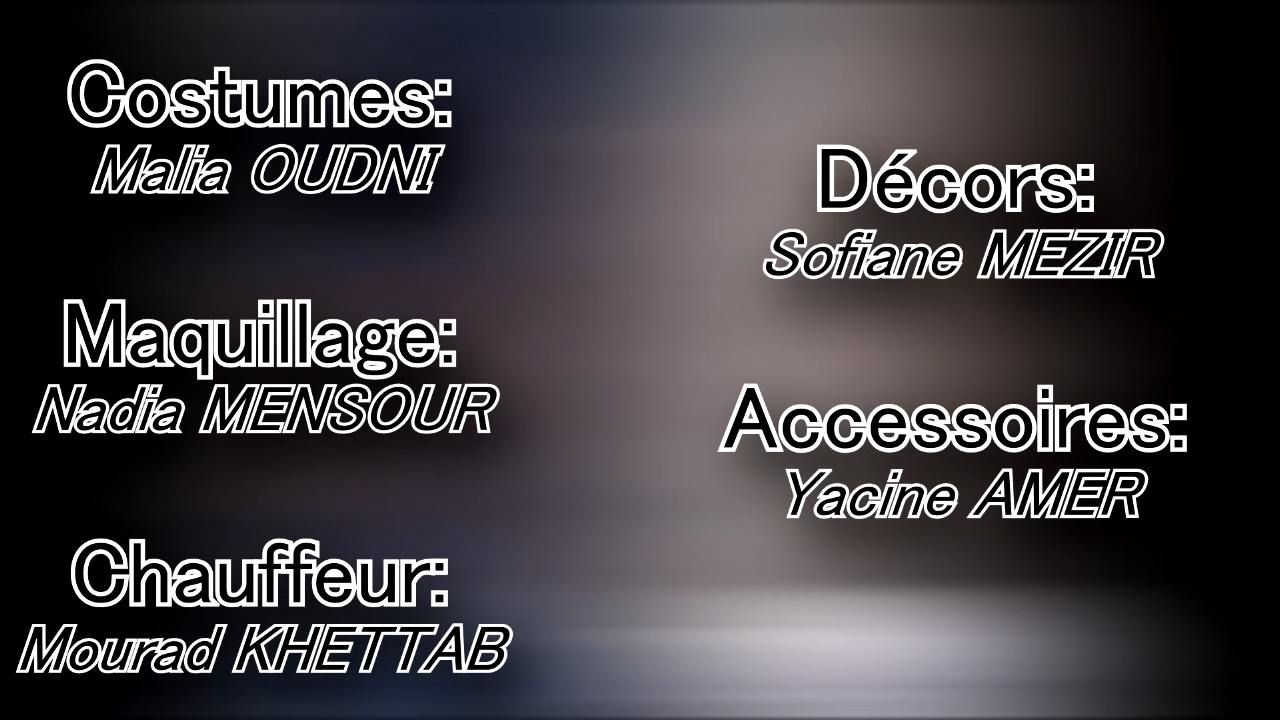 Costumes:
Malia OUDNI
Maquillage:
Nadia MENSOUR
Chauffeur:
Mourad KHETTAB
Décors:
Sofiane MEZIR
Accessoires:
Yacine AMER